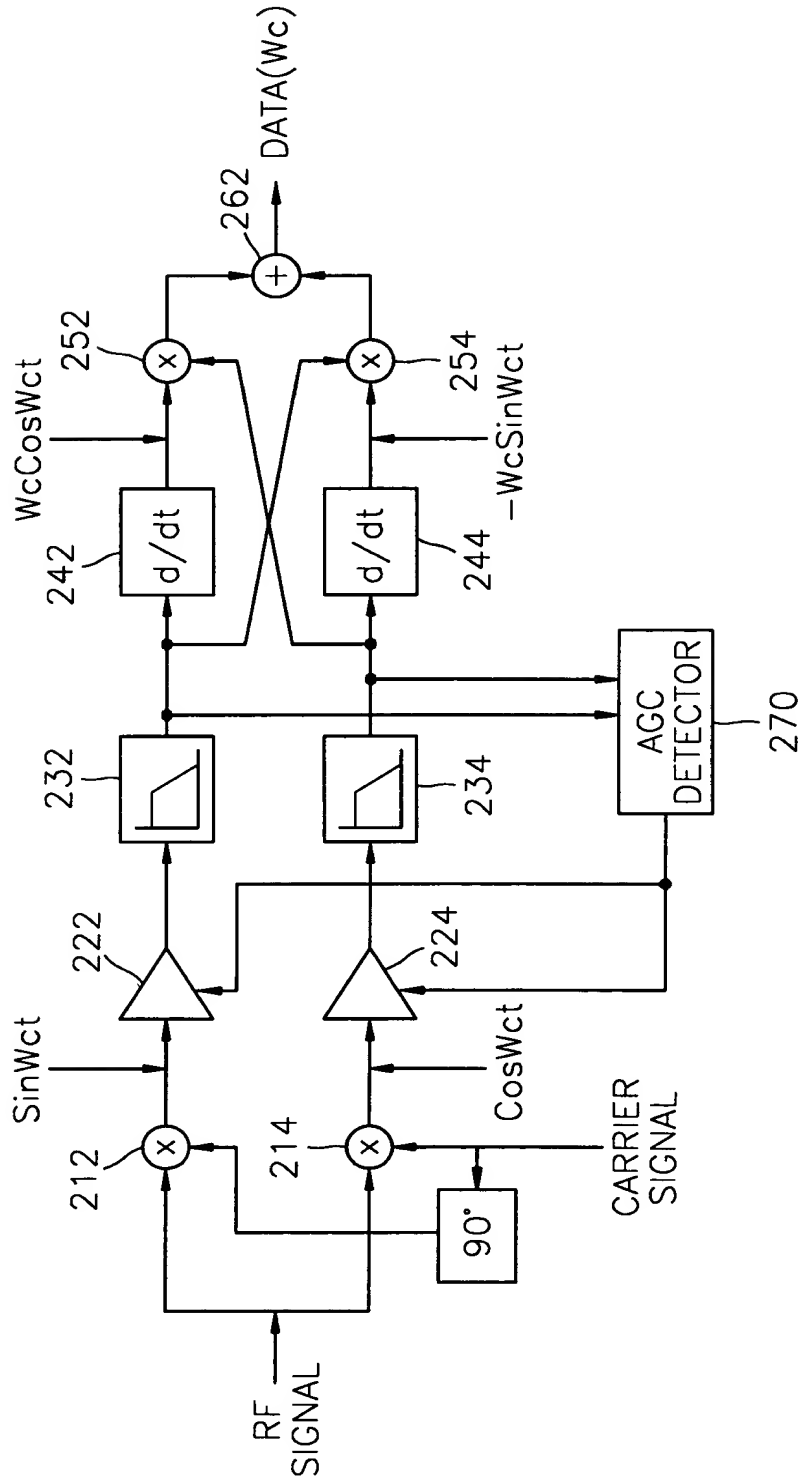 RF
SIGNAL
212
SinWct
X
222
232
242
d/dt
WcCosWct
252
X
262
+
DATA(Wc)
214
X
CosWct
224
234
244
d/dt
-WcSinWct
254
X
90°
CARRIER
SIGNAL
AGC
DETECTOR
270